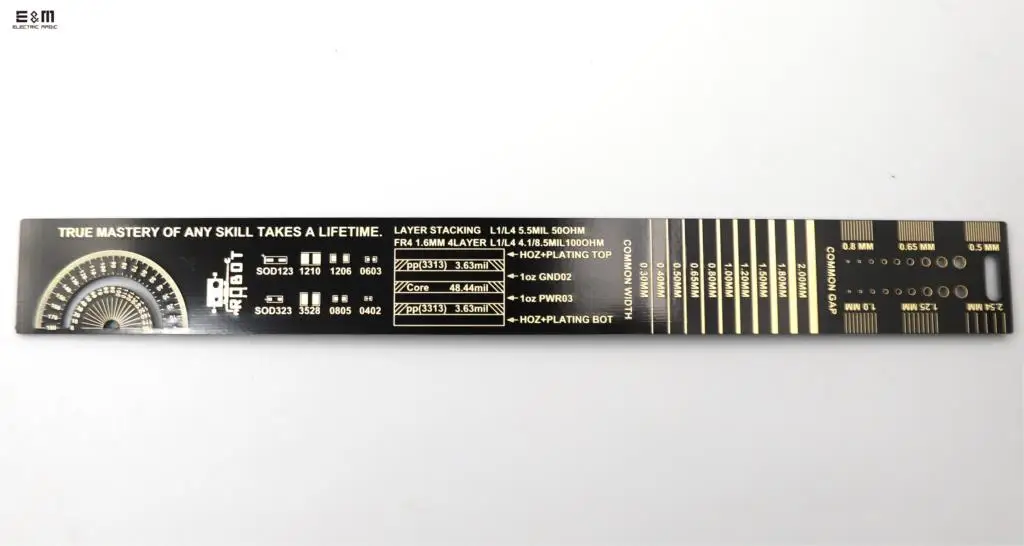 E&M
ELECTRIC MAGIC
TRUE MASTERY OF ANY SKILL TAKES A LIFETIME.
SOD123 1210 1206 0603
SOD323 3528 0805 0402
LAYER STACKING L1/L4 5.5MIL 50OHM
FR4 1.6MM 4LAYER L1/L4 4.1/8.5MIL100OHM
HOZ+PLATING TOP
pp(3313) 3.63mil
1oz GND02
Core 48.44mil
1oz PWR03
pp(3313) 3.63mil
HOZ+PLATING BOT
COMMON WIDTH
0.30MM
0.40MM
0.50MM
0.65MM
0.80MM
1.00MM
1.20MM
1.50MM
1.80MM
2.00MM
COMMON GAP
0.8 MM
0.65 MM
0.5 MM
1.0 MM
1.25 MM
2.54 MM